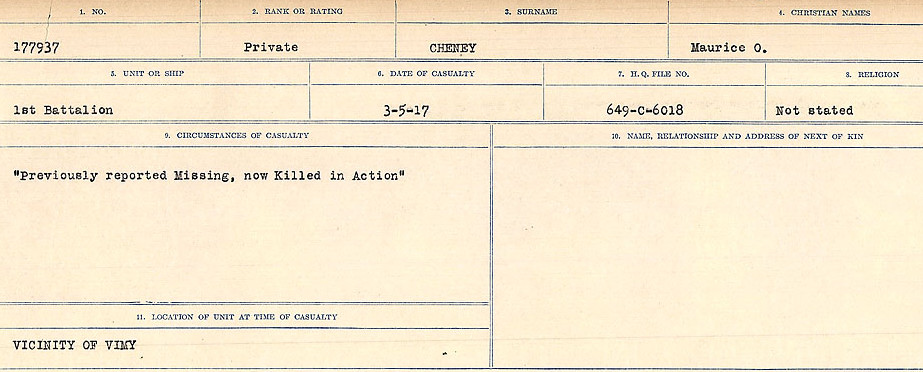 1. NO.
2. RANK OR RATING
3. SURNAME
4. CHRISTIAN NAMES
177937
Private
CHENEY
Maurice O.
5. UNIT OR SHIP
6. DATE OF CASUALTY
7. H. Q. FILE NO.
8. RELIGION
1st Battalion
3-5-17
649-C-6018
Not stated
9. CIRCUMSTANCES OF CASUALTY
10. NAME, RELATIONSHIP AND ADDRESS OF NEXT OF KIN
"Previously reported Missing, now Killed in Action"
11. LOCATION OF UNIT AT TIME OF CASUALTY
VICINITY OF VIMY